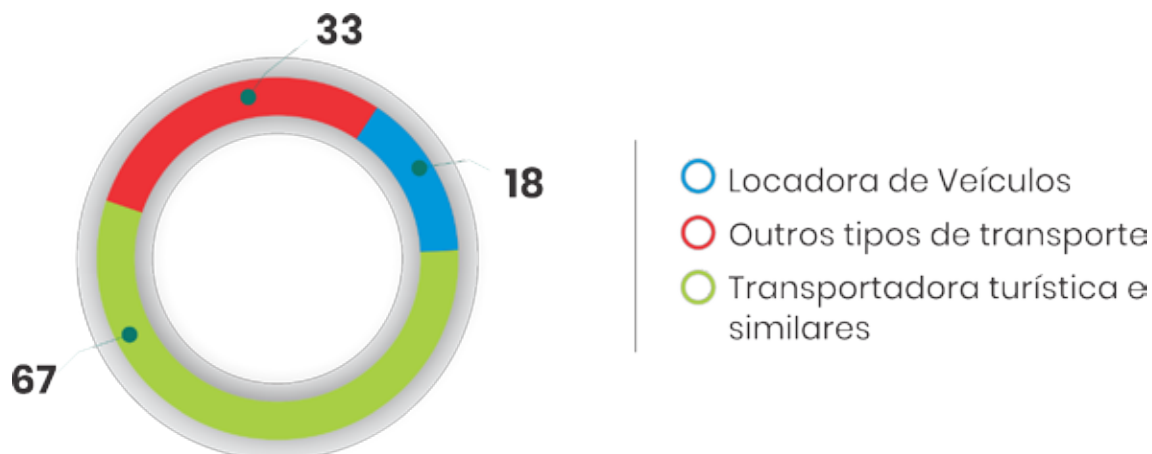 33
18
67
Locadora de Veículos
Outros tipos de transporte
Transportadora turística e
similares